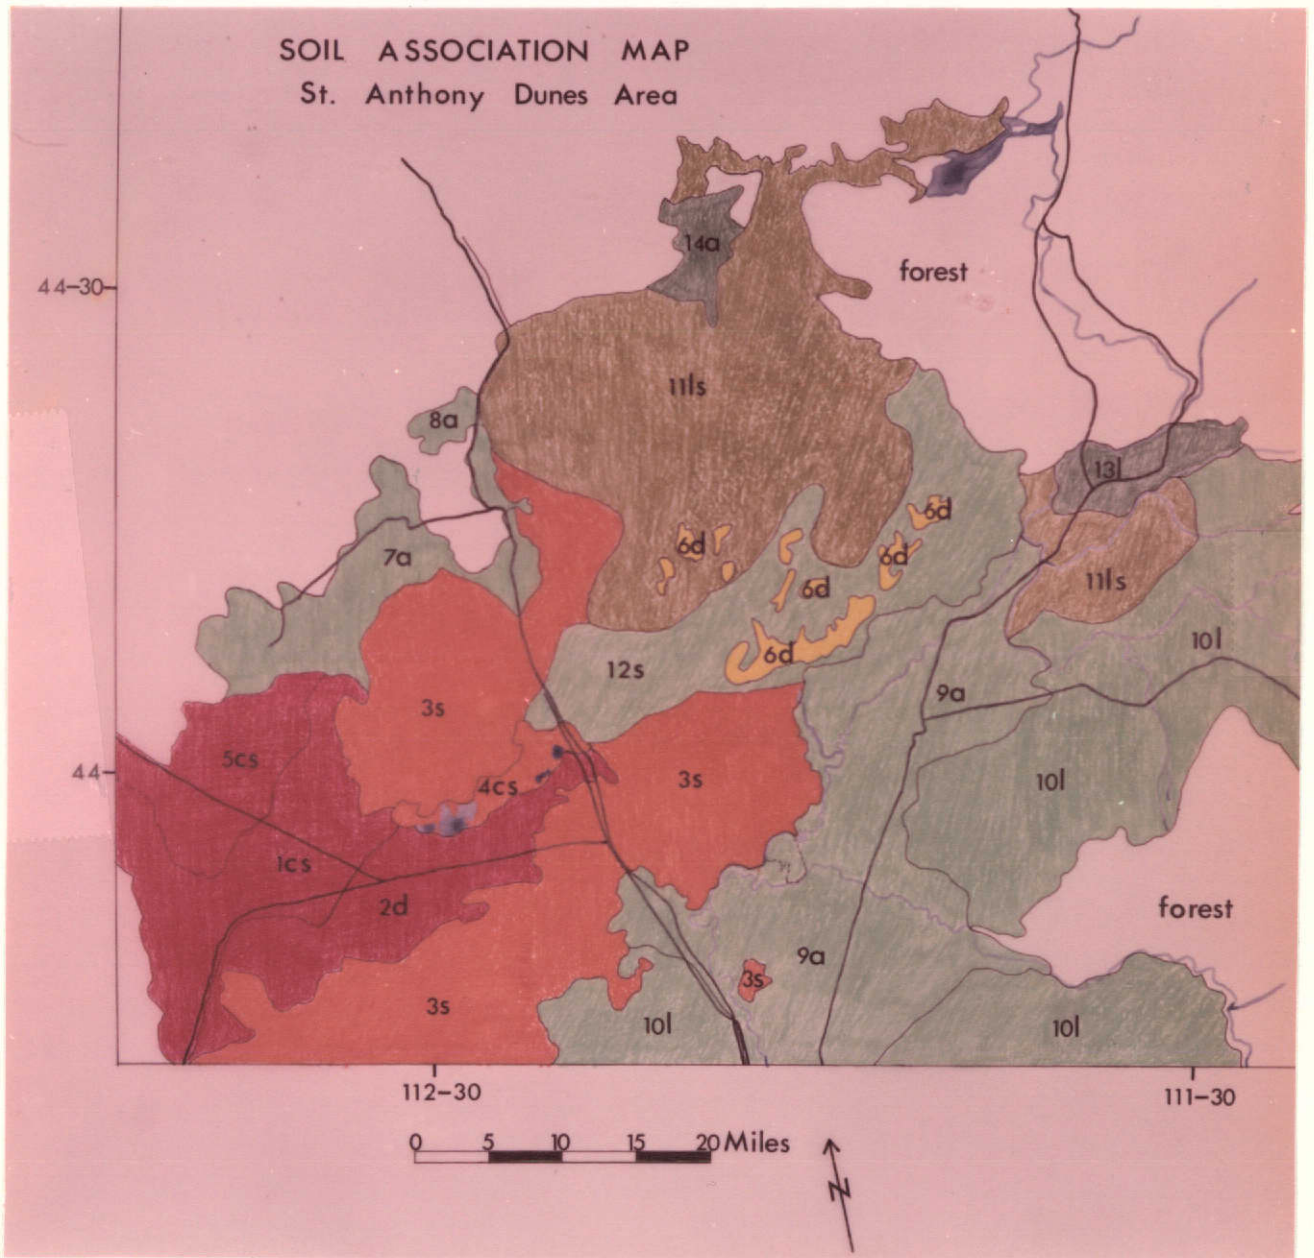 SOIL ASSOCIATION MAP
St. Anthony Dunes Area
14a
44-30
forest
11ls
8a
13l
6d
6d
6d
7a
6d
11ls
10l
12s
6d
9a
3s
5cs
44
4cs
3s
10l
1cs
2d
forest
9a
3s
3s
10l
10l
112-30
111-30
0 5 10 15 20 Miles
N